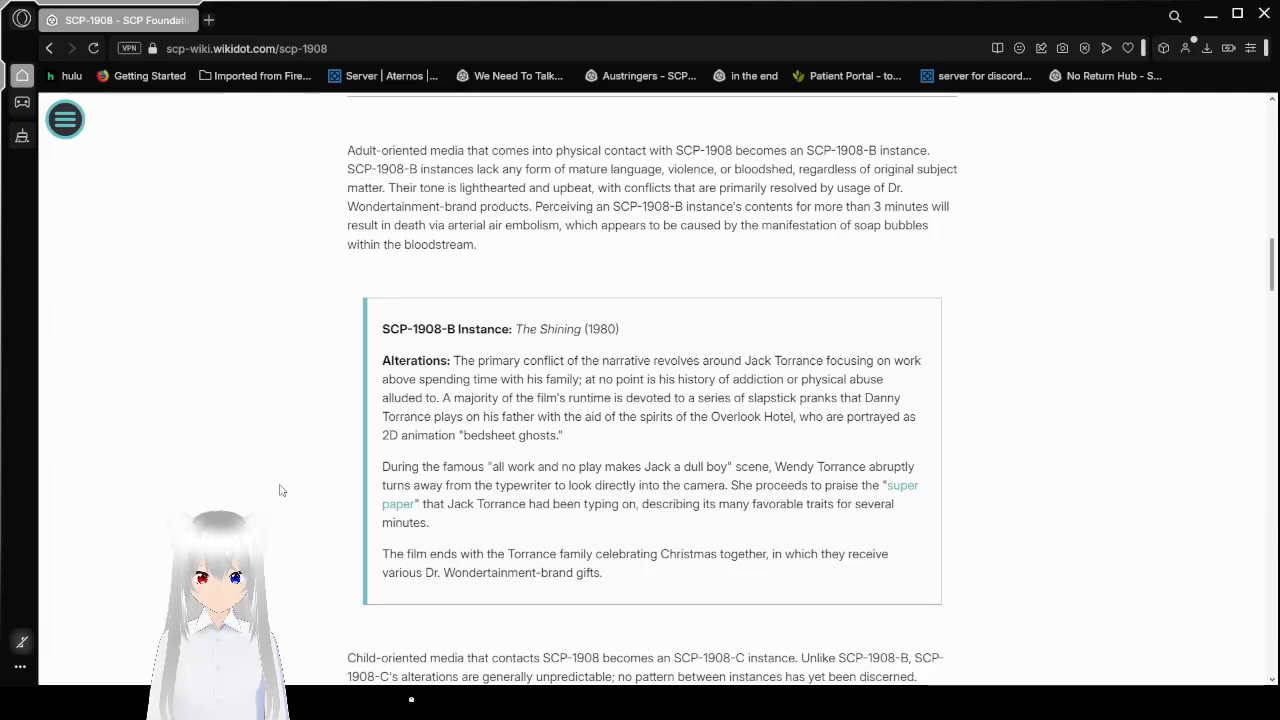 SCP-1908 - SCP Foundati
VPN
scp-wiki.wikidot.com/scp-1908
hulu
Getting Started
Imported from Fire...
Server | Aternos |...
We Need To Talk...
Austringers - SCP...
in the end
Patient Portal - to...
server for discord...
No Return Hub - S...
Adult-oriented media that comes into physical contact with SCP-1908 becomes an SCP-1908-B instance.
SCP-1908-B instances lack any form of mature language, violence, or bloodshed, regardless of original subject
matter. Their tone is lighthearted and upbeat, with conflicts that are primarily resolved by usage of Dr.
Wondertainment-brand products. Perceiving an SCP-1908-B instance's contents for more than 3 minutes will
result in death via arterial air embolism, which appears to be caused by the manifestation of soap bubbles
within the bloodstream.
SCP-1908-B Instance: The Shining (1980)
Alterations: The primary conflict of the narrative revolves around Jack Torrance focusing on work
above spending time with his family; at no point is his history of addiction or physical abuse
alluded to. A majority of the film's runtime is devoted to a series of slapstick pranks that Danny
Torrance plays on his father with the aid of the spirits of the Overlook Hotel, who are portrayed as
2D animation "bedsheet ghosts."
During the famous "all work and no play makes Jack a dull boy" scene, Wendy Torrance abruptly
turns away from the typewriter to look directly into the camera. She proceeds to praise the "super
paper" that Jack Torrance had been typing on, describing its many favorable traits for several
minutes.
The film ends with the Torrance family celebrating Christmas together, in which they receive
various Dr. Wondertainment-brand gifts.
Child-oriented media that contacts SCP-1908 becomes an SCP-1908-C instance. Unlike SCP-1908-B, SCP-
1908-C's alterations are generally unpredictable; no pattern between instances has yet been discerned.